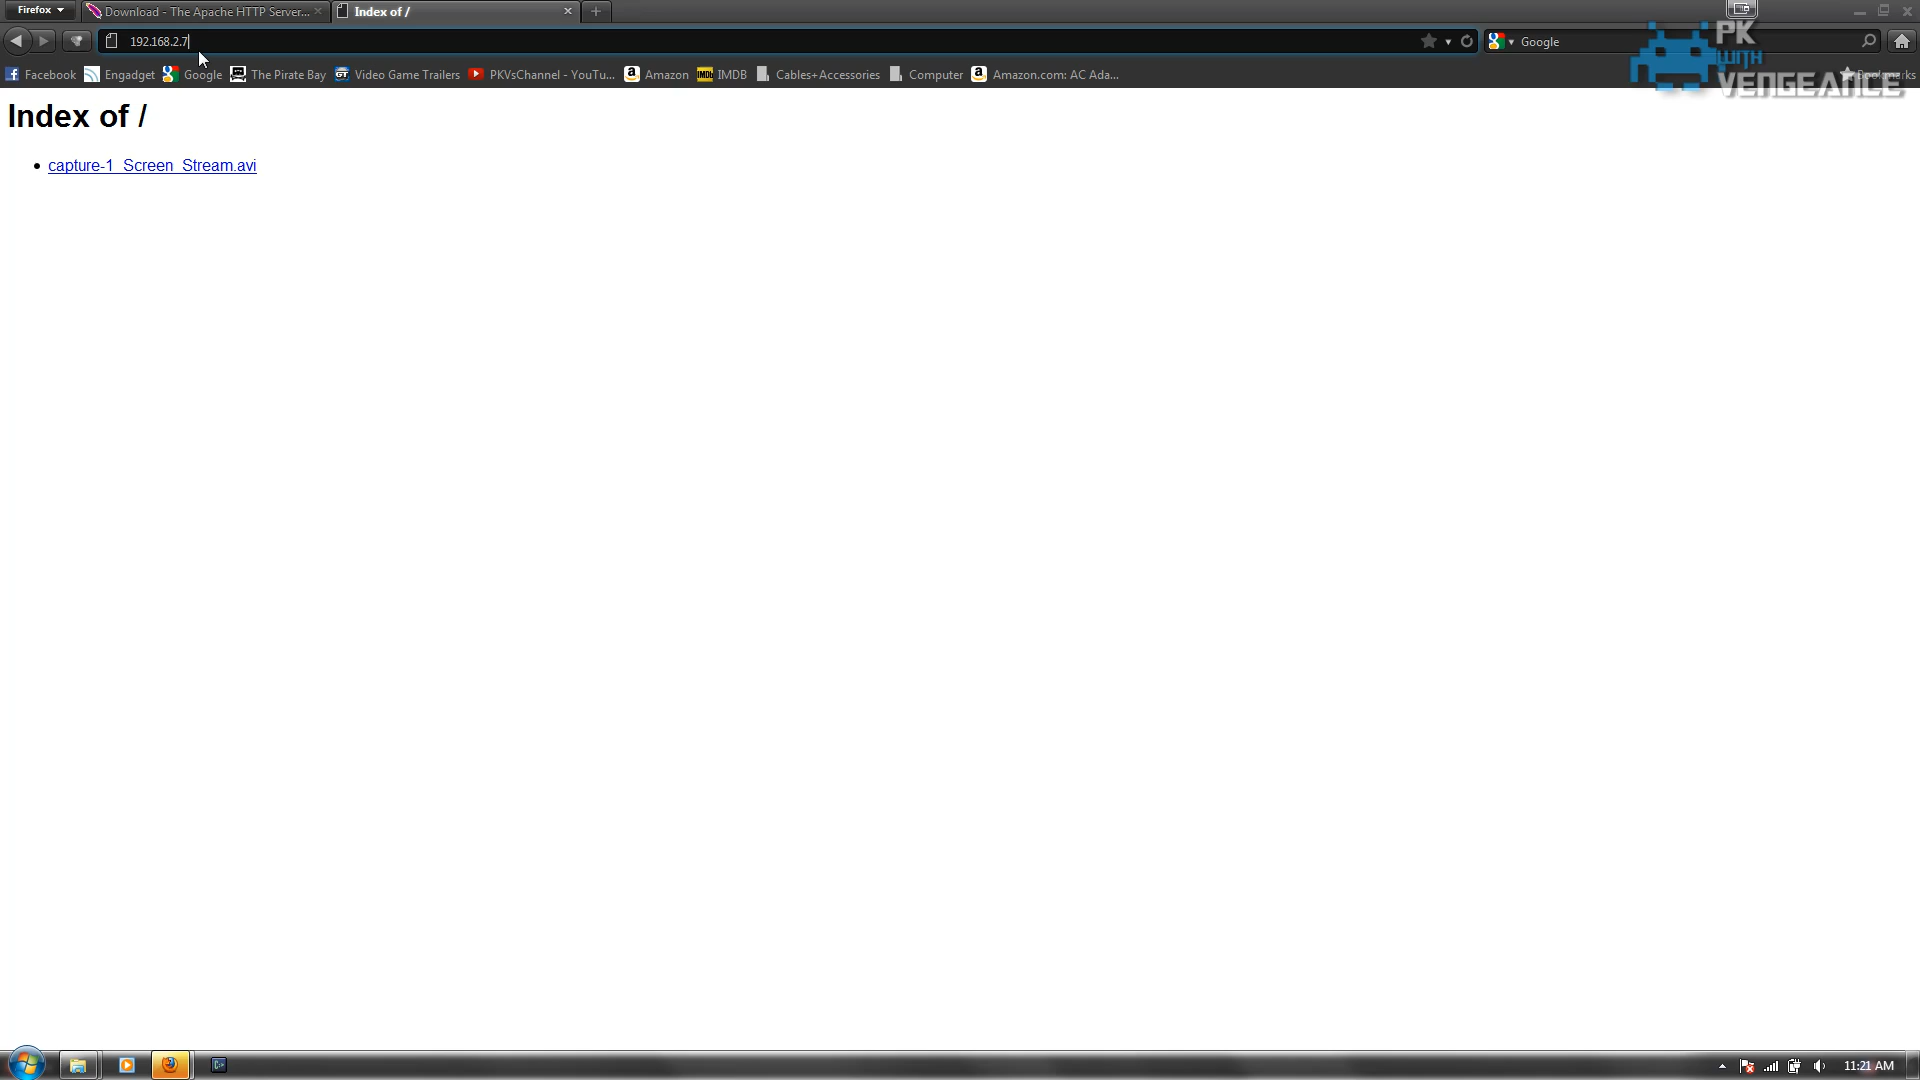 Firefox
Download - The Apache HTTP Server...
Index of /
192.168.2.7
Google
PK
WITH
VENGEANCE
Facebook
Engadget
Google
The Pirate Bay
Video Game Trailers
PKVsChannel - YouTu...
Amazon
IMDB
Cables+Accessories
Computer
Amazon.com: AC Ada...
Bookmarks
Index of /
• capture-1_Screen_Stream.avi
11:21 AM